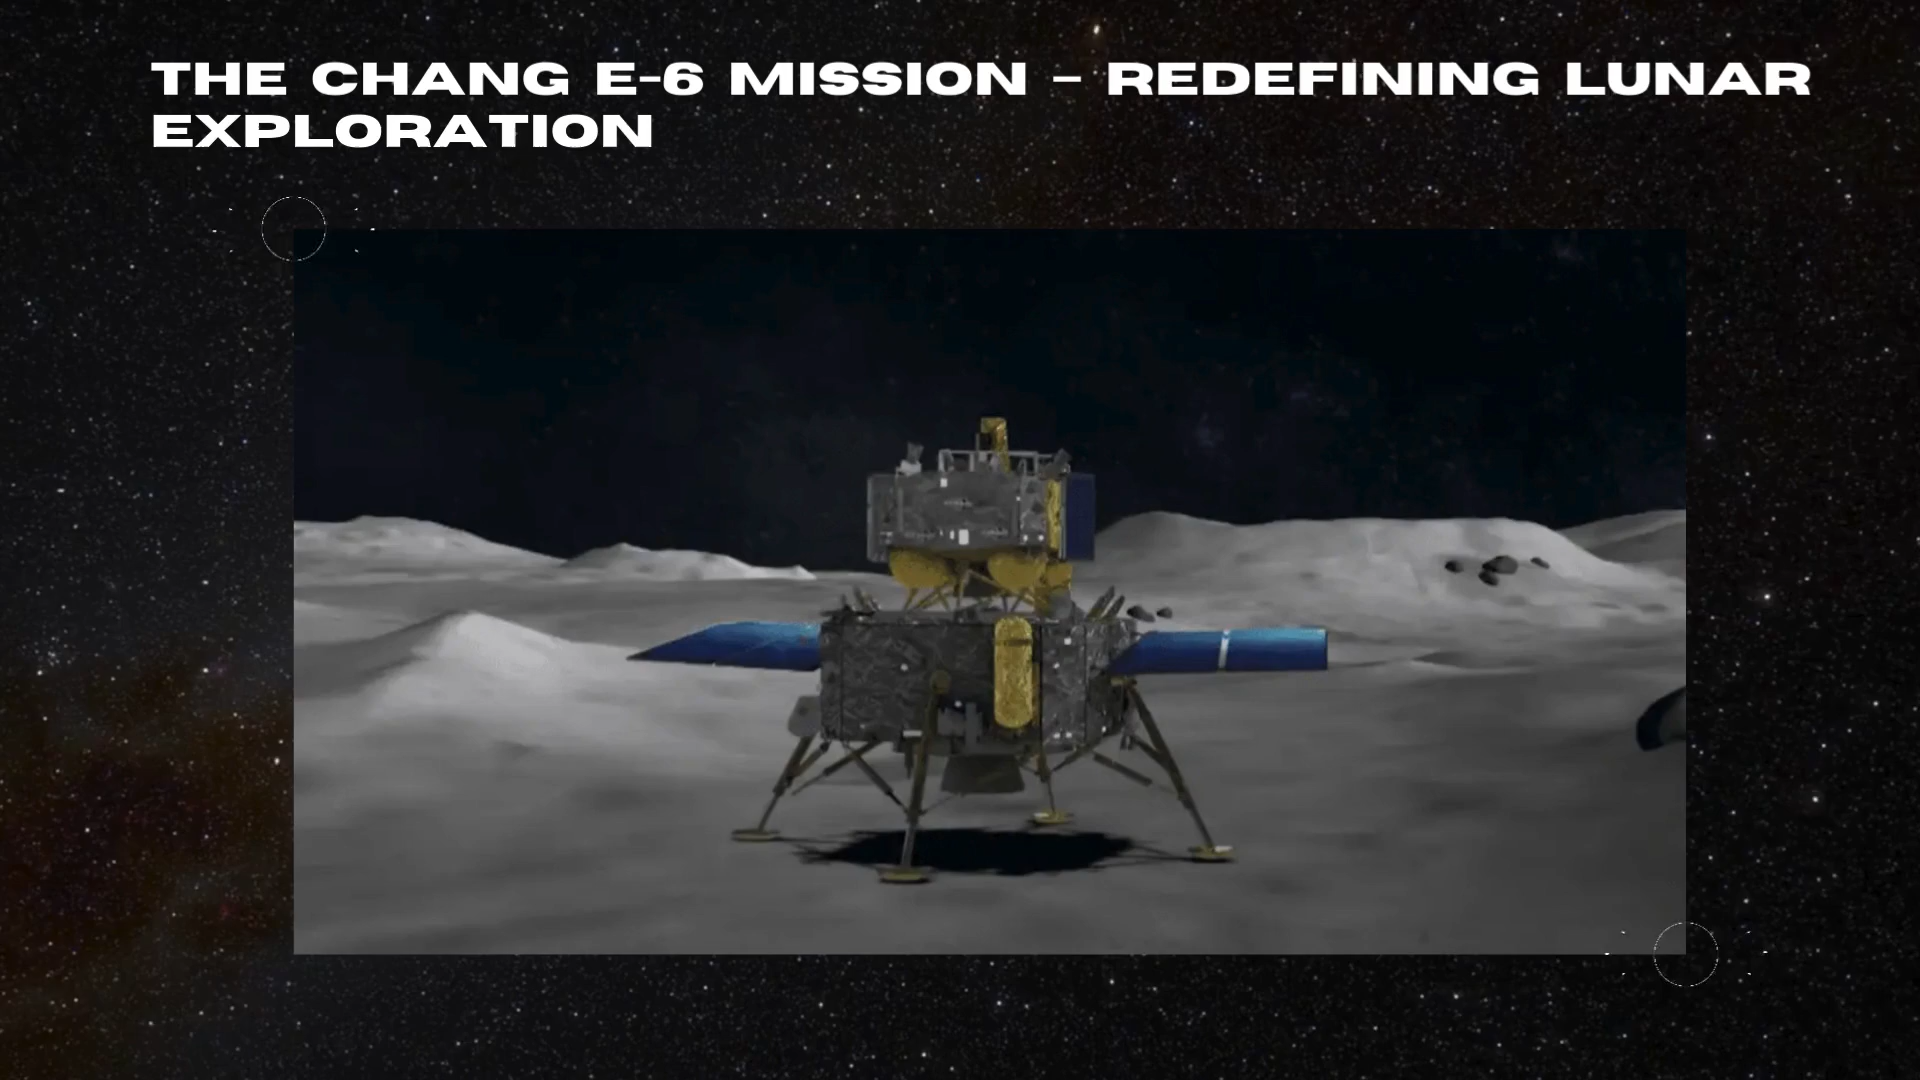 THE CHANG E-6 MISSION – REDEFINING LUNAR
EXPLORATION